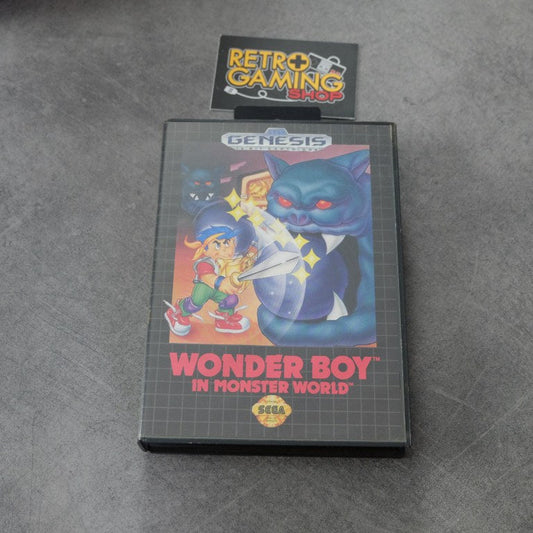 RETRO
GAMING
SHOP
GENESIS
WONDER BOY™
IN MONSTER WORLD™
SEGA